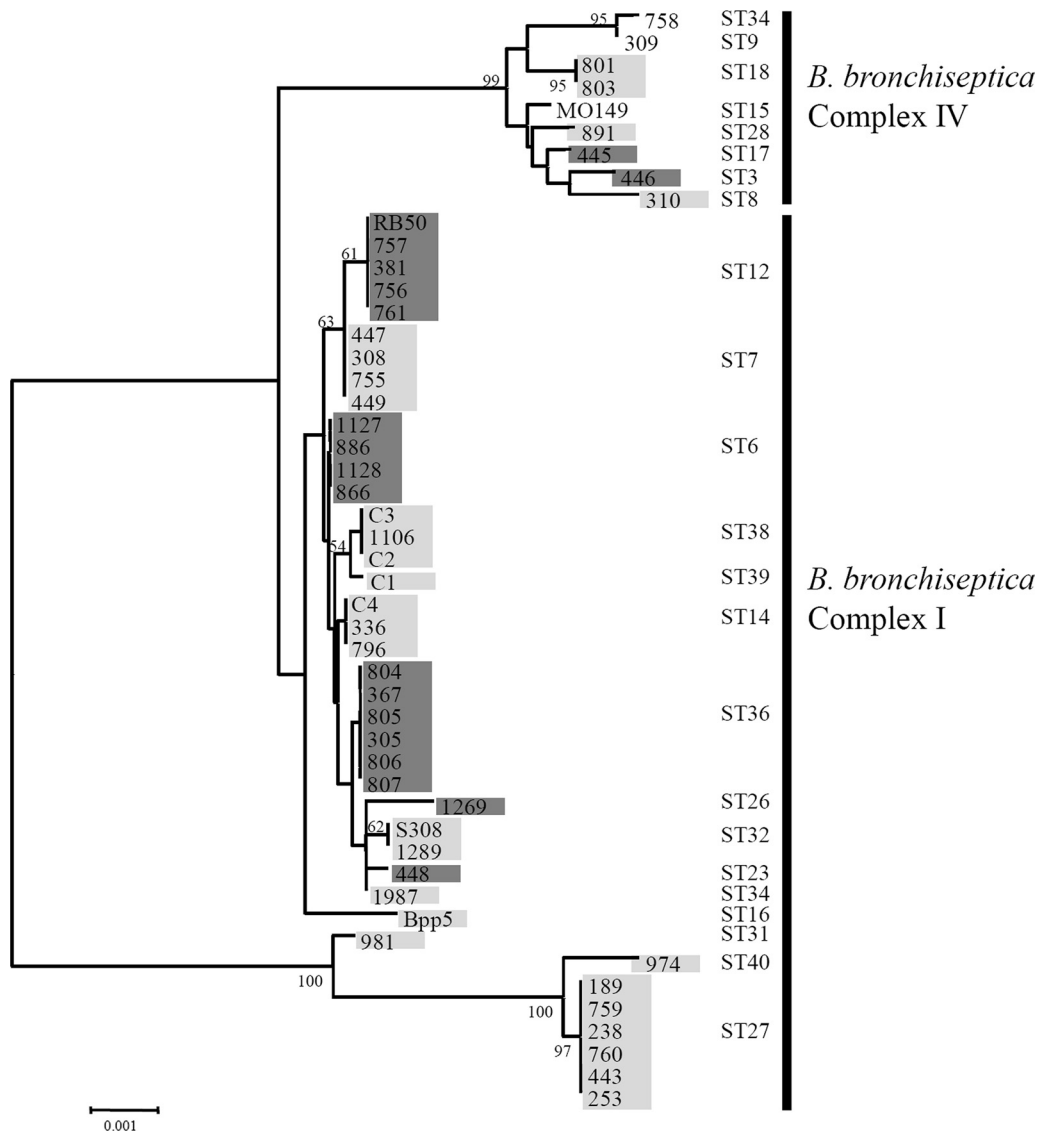 95
758
ST34
309
ST9
801
ST18
95
803
99
MO149
ST15
891
ST28
445
ST17
446
ST3
310
ST8
B. bronchiseptica
Complex IV
RB50
757
61
381
ST12
756
761
63
447
308
ST7
755
449
1127
886
ST6
1128
866
C3
1106
ST38
54
C2
C1
ST39
C4
336
ST14
796
804
367
805
ST36
305
806
807
1269
ST26
62
S308
ST32
1289
448
ST23
1987
ST34
Bpp5
ST16
981
ST31
100
974
ST40
100
189
759
238
ST27
97
760
443
253
B. bronchiseptica
Complex I
0.001